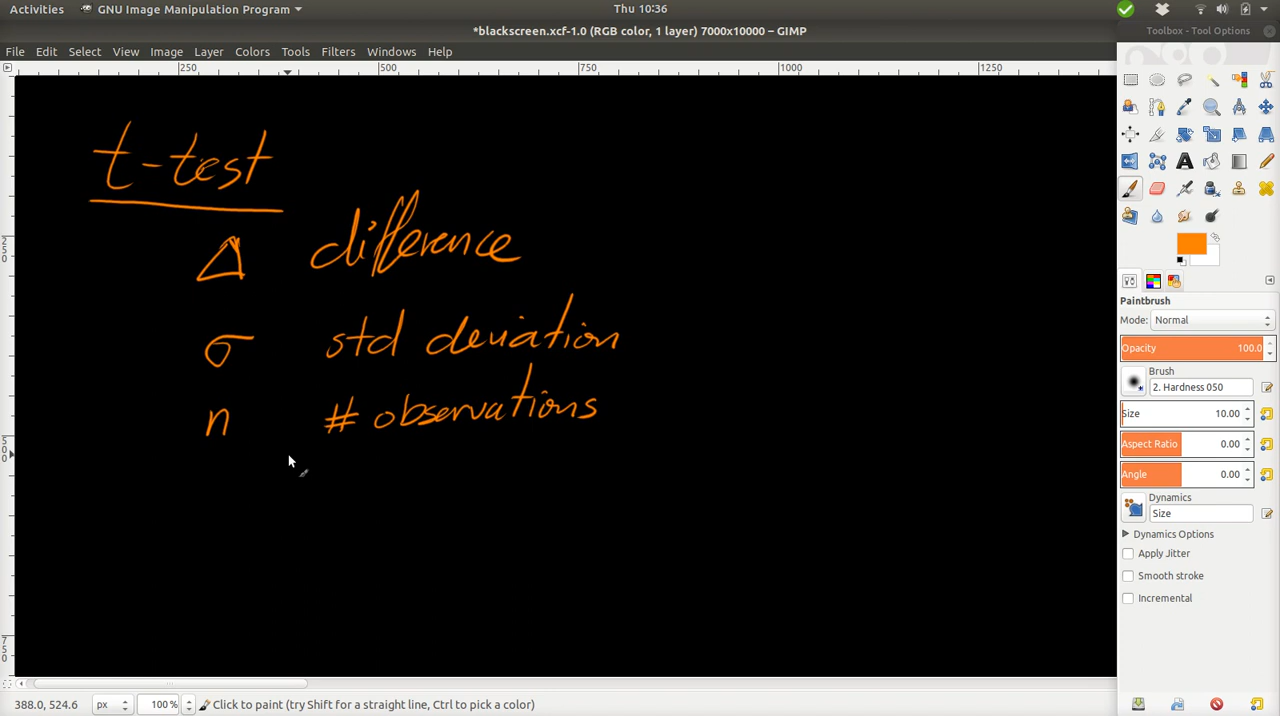 Activities GNU Image Manipulation Program Thu 10:36
*blackscreen.xcf-1.0 (RGB color, 1 layer) 7000x10000 – GIMP
Toolbox - Tool Options
File Edit Select View Image Layer Colors Tools Filters Windows Help
250 500 750 1000 1250
t-test
Δ difference
σ std deviation
n # observations
250
500
750
Paintbrush
Mode: Normal
Opacity 100.0
Brush
2. Hardness 050
Size 10.00
Aspect Ratio 0.00
Angle 0.00
Dynamics
Size
Dynamics Options
Apply Jitter
Smooth stroke
Incremental
388.0, 524.6 px 100 % Click to paint (try Shift for a straight line, Ctrl to pick a color)